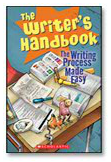 The
Writer's
Handbook
The
Writing
Process
Made
Easy
SCHOLASTIC